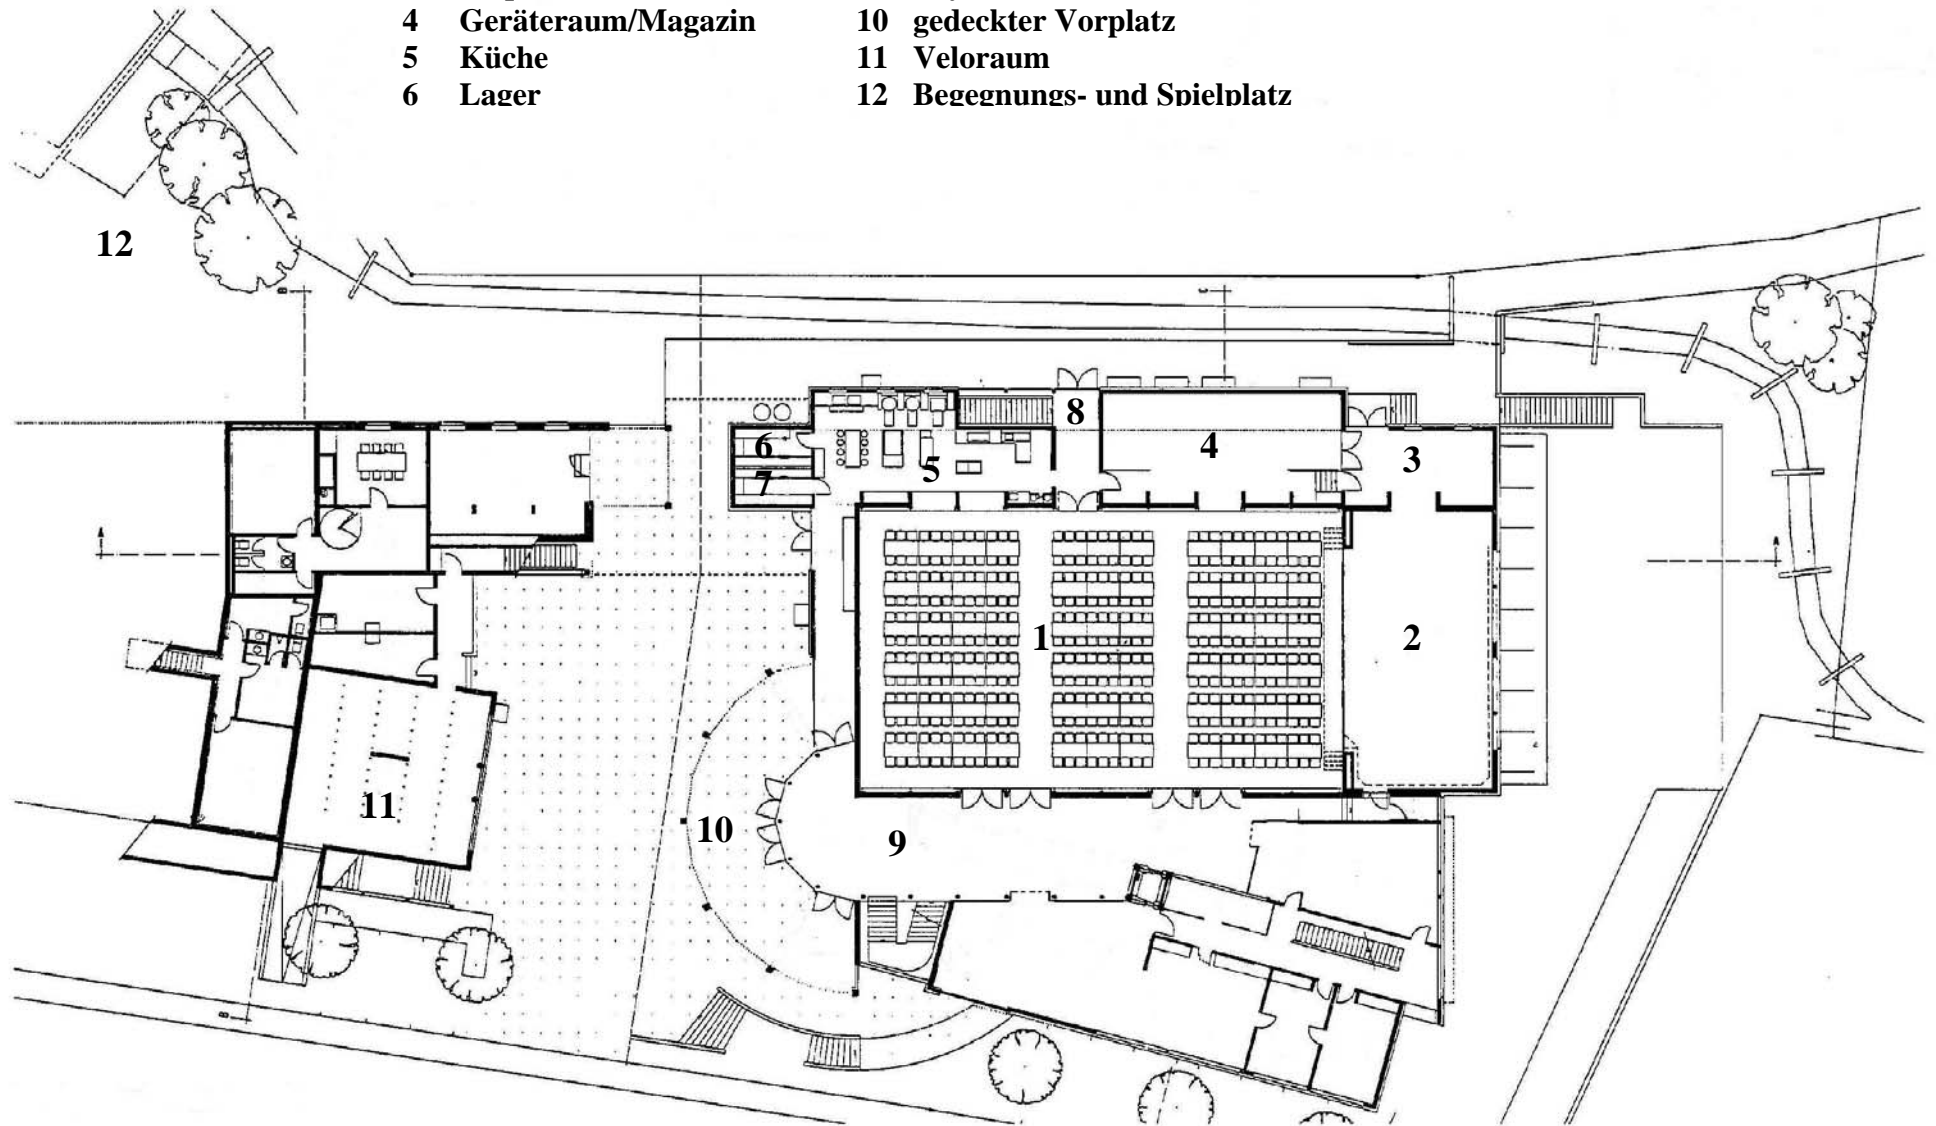 4 Geräteraum/Magazin
5 Küche
6 Lager
10 gedeckter Vorplatz
11 Veloraum
12 Begegnungs- und Spielplatz
12
8
6
4
3
5
7
1
2
11
10
9
A
A
B